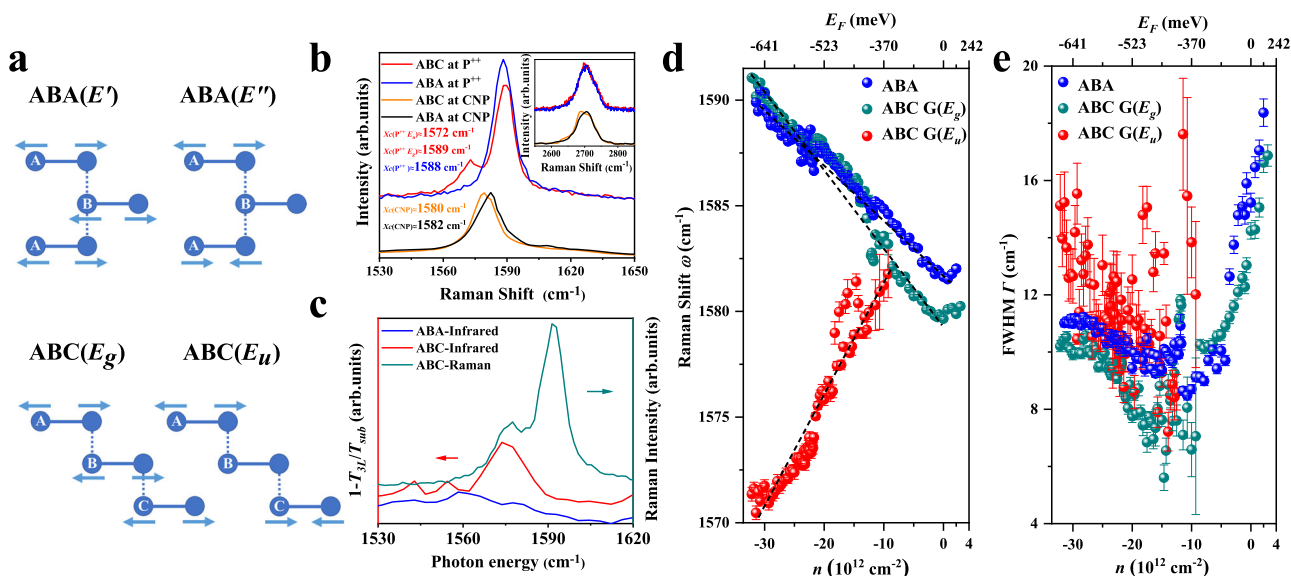 a
ABA(E′) ABA(E″)
A A
B B
A A
ABC(Eg) ABC(Eu)
A A
B B
C C
b
ABC at P++
ABA at P++
ABC at CNP
ABA at CNP
Xc(P++ Eu)=1572 cm-1
Xc(P++ Eg)=1589 cm-1
Xc(P++)=1588 cm-1
Xc(CNP)=1580 cm-1
Xc(CNP)=1582 cm-1
Intensity (arb.units)
2600 2700 2800
Raman Shift (cm-1)
Intensity (arb.units)
1530 1560 1590 1620 1650
Raman Shift (cm-1)
c
ABA-Infrared
ABC-Infrared
ABC-Raman
1-T3L/Tsub (arb.units)
Raman Intensity (arb.units)
1530 1560 1590 1620
Photon energy (cm-1)
d
EF (meV)
-641 -523 -370 0 242
ABA
ABC G(Eg)
ABC G(Eu)
Raman Shift ω (cm-1)
1590
1585
1580
1575
1570
-30 -20 -10 0 4
n (10^12 cm-2)
e
EF (meV)
-641 -523 -370 0 242
ABA
ABC G(Eg)
ABC G(Eu)
FWHM Γ (cm-1)
20
16
12
8
4
-30 -20 -10 0 4
n (10^12 cm-2)